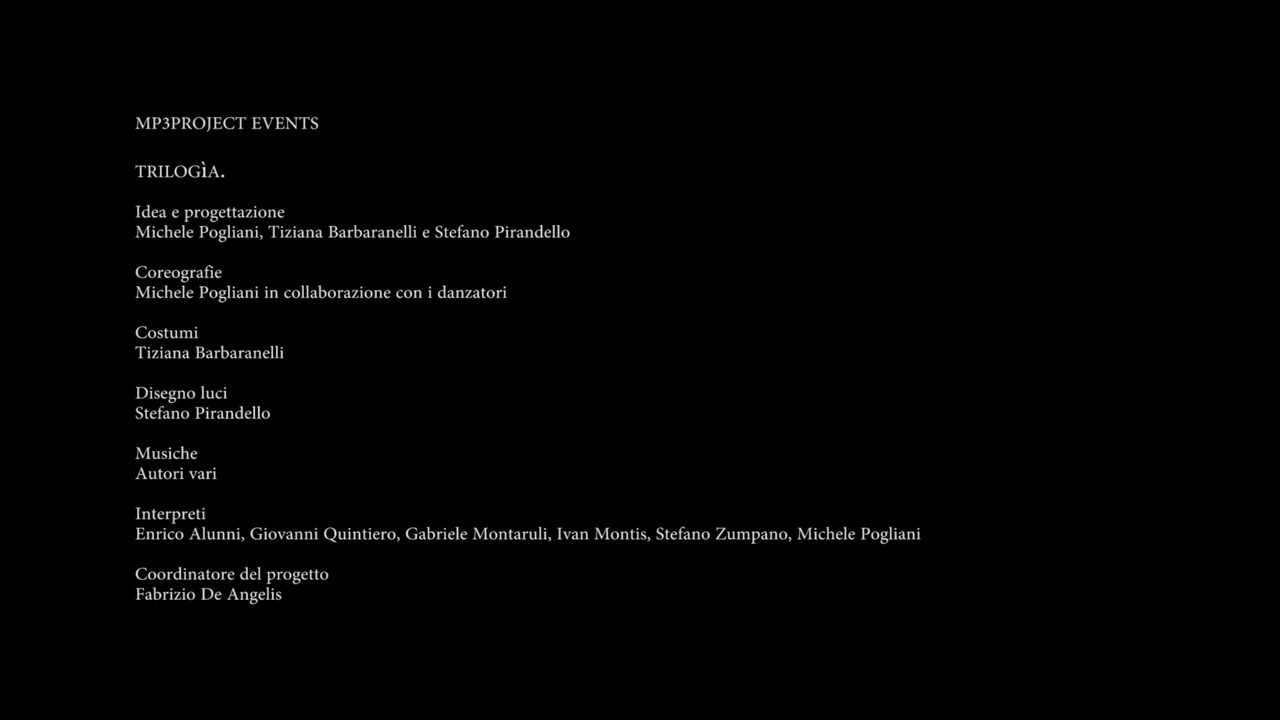 MP3PROJECT EVENTS
TRILOGìA.
Idea e progettazione
Michele Pogliani, Tiziana Barbaranelli e Stefano Pirandello
Coreografie
Michele Pogliani in collaborazione con i danzatori
Costumi
Tiziana Barbaranelli
Disegno luci
Stefano Pirandello
Musiche
Autori vari
Interpreti
Enrico Alunni, Giovanni Quintiero, Gabriele Montaruli, Ivan Montis, Stefano Zumpano, Michele Pogliani
Coordinatore del progetto
Fabrizio De Angelis